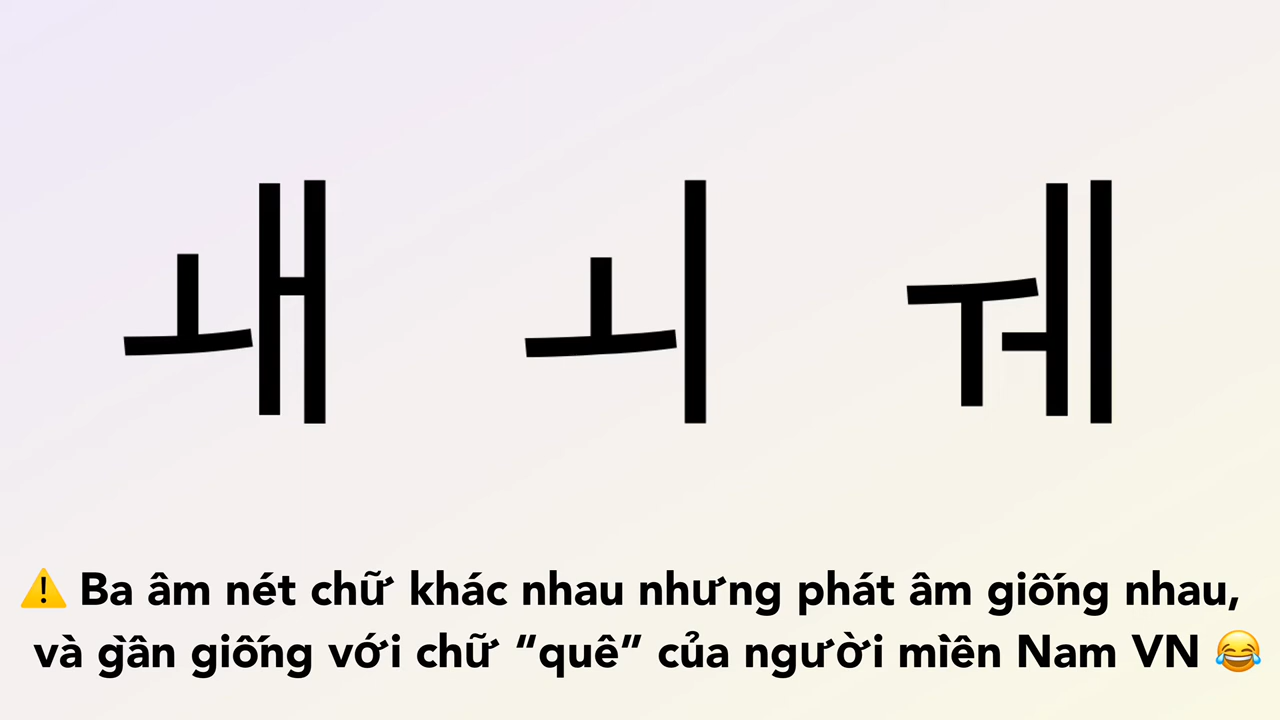 ㅙ ㅚ ㅞ
⚠️ Ba âm nét chữ khác nhau nhưng phát âm giống nhau,
và gần giống với chữ “quê” của người miền Nam VN 😂